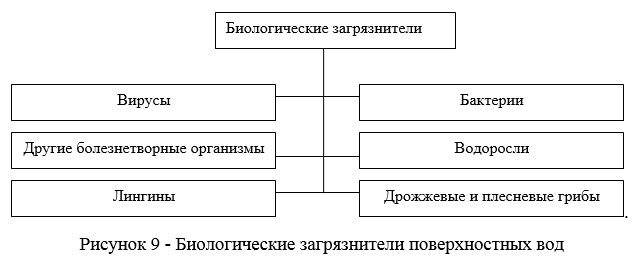 Биологические загрязнители
Вирусы
Бактерии
Другие болезнетворные организмы
Водоросли
Лингины
Дрожжевые и плесневые грибы
.
Рисунок 9 - Биологические загрязнители поверхностных вод